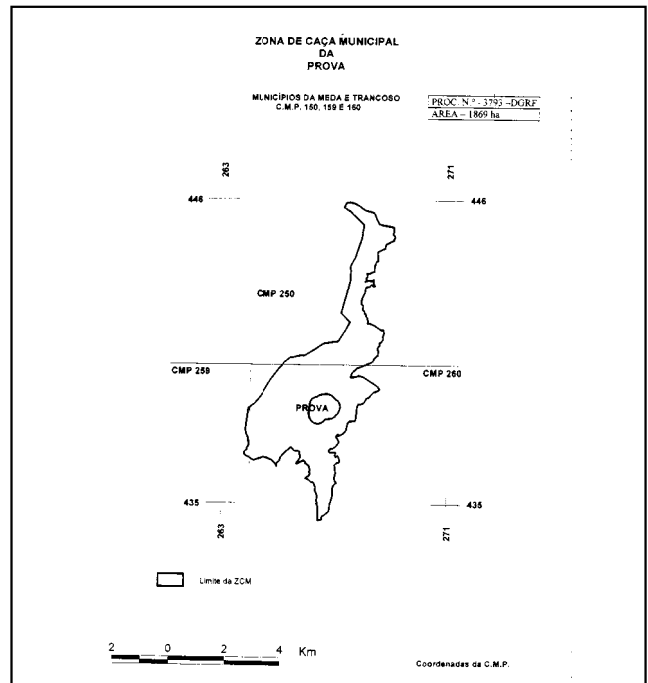 ZONA DE CAÇA MUNICIPAL
DA
PROVA
MUNICÍPIOS DA MEDA E TRANCOSO
C.M.P. 150, 159 E 160
PROC. N.º - 3793 -DGRF
AREA – 1869 ha
263
271
446
446
CMP 250
CMP 259
CMP 260
PROVA
435
435
263
271
Limite da ZCM
2 0 2 4 Km
Coordenadas da C.M.P.